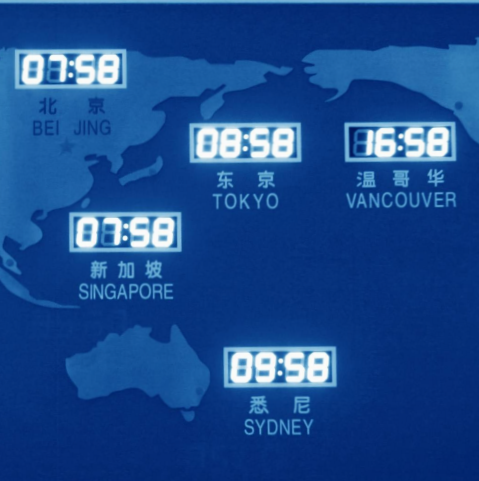 07:58
北京
BEI JING
08:58
东京
TOKYO
16:58
温哥华
VANCOUVER
07:58
新加坡
SINGAPORE
09:58
悉尼
SYDNEY